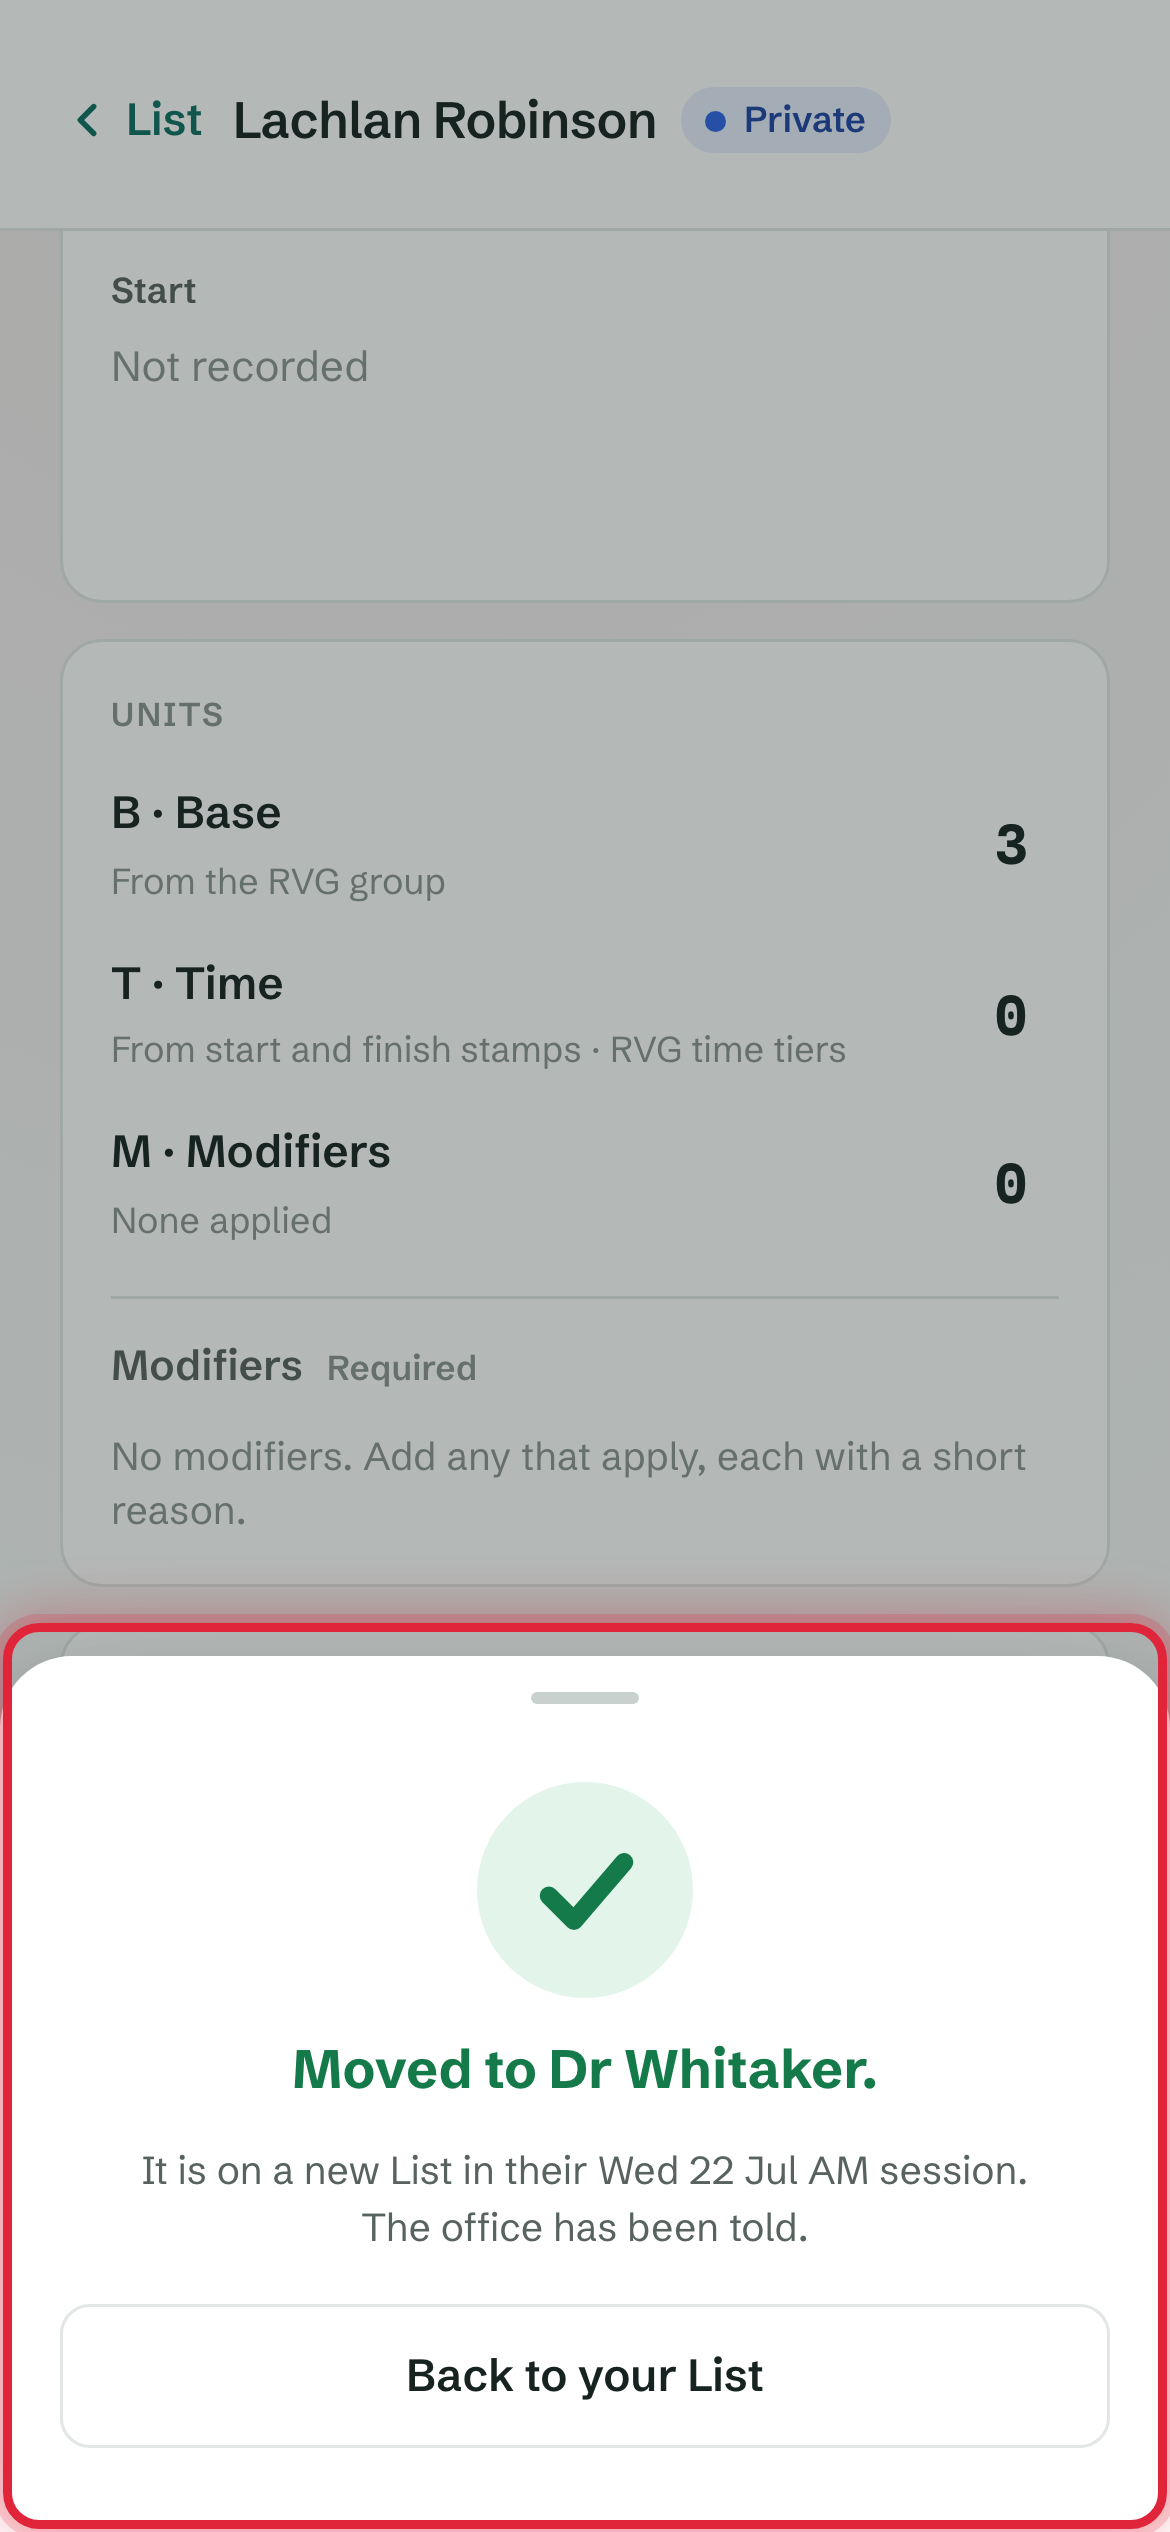 List Lachlan Robinson Private
Start
Not recorded
UNITS
B · Base
3
From the RVG group
T · Time
0
From start and finish stamps · RVG time tiers
M · Modifiers
0
None applied
Modifiers Required
No modifiers. Add any that apply, each with a short
reason.
Moved to Dr Whitaker.
It is on a new List in their Wed 22 Jul AM session.
The office has been told.
Back to your List